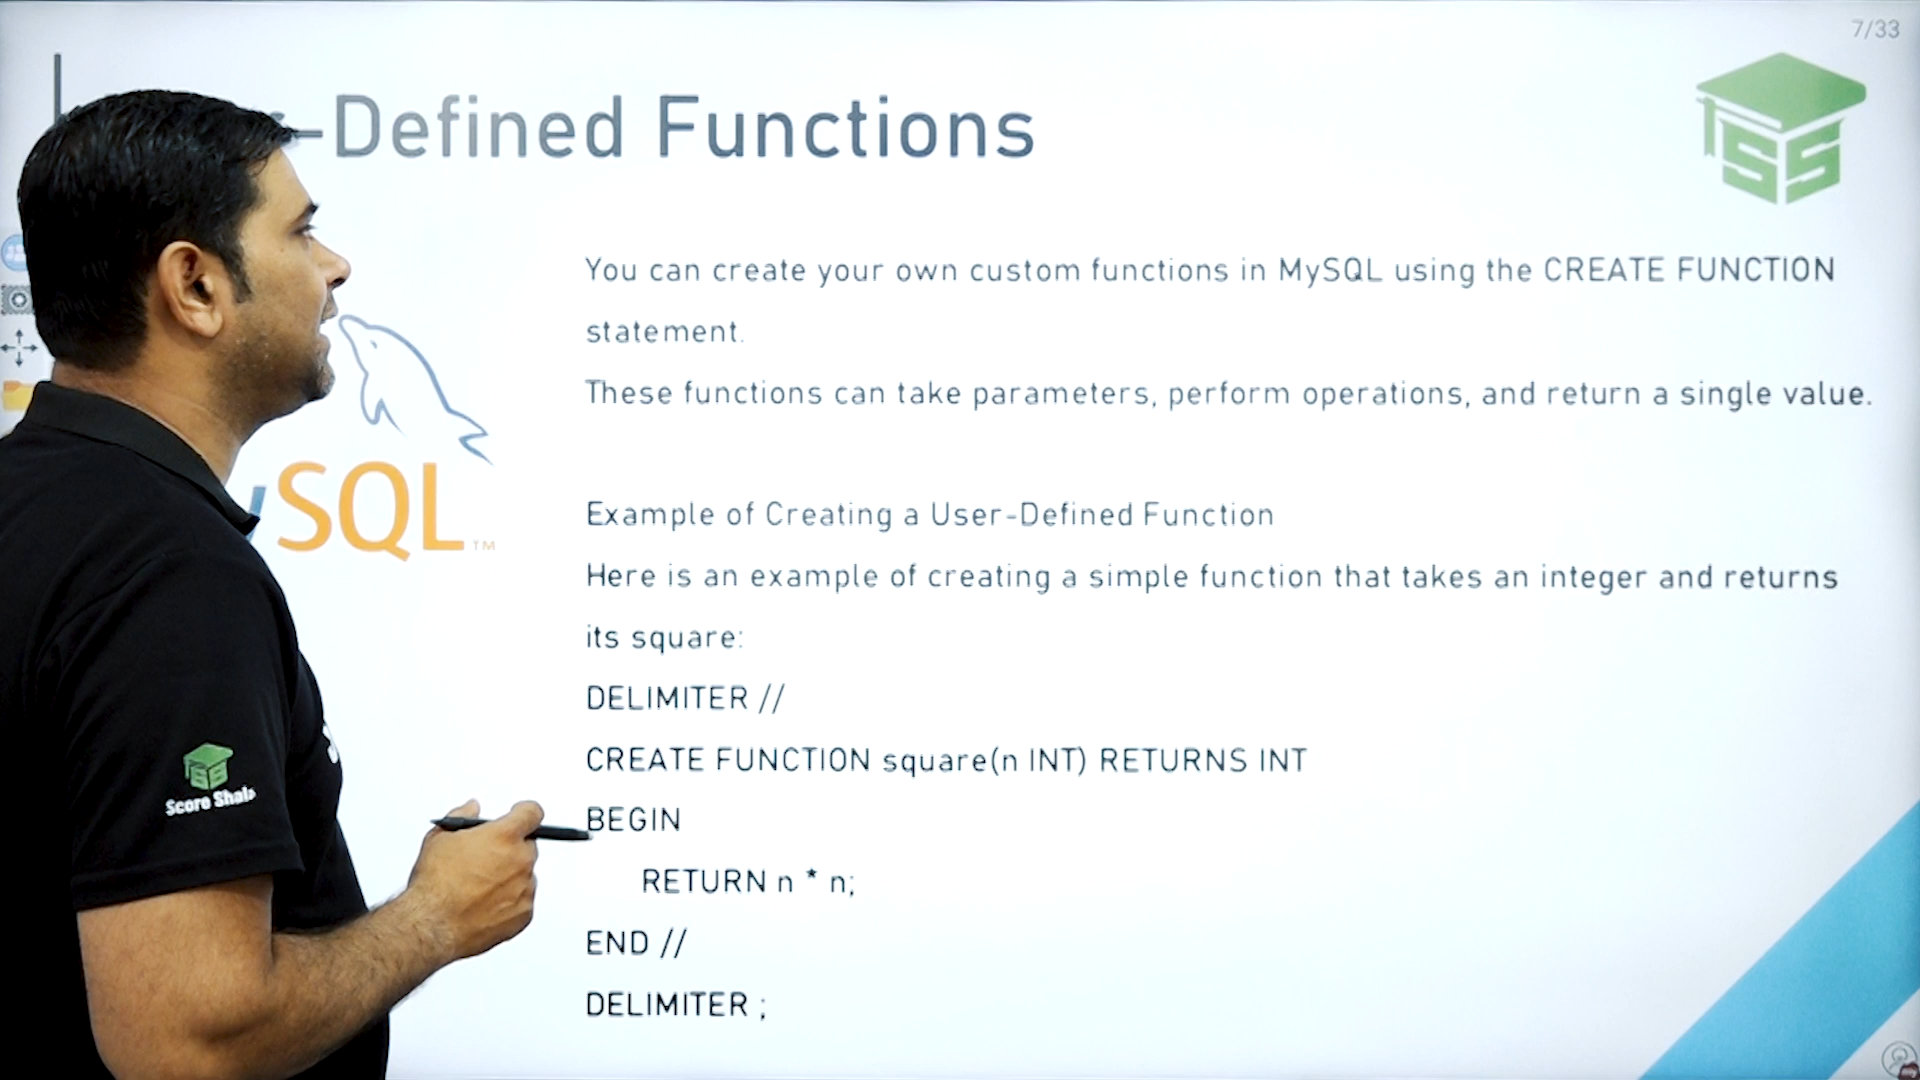 7/33
-Defined Functions
SS
You can create your own custom functions in MySQL using the CREATE FUNCTION
statement.
These functions can take parameters, perform operations, and return a single value.
SQL TM
Example of Creating a User-Defined Function
Here is an example of creating a simple function that takes an integer and returns
its square:
DELIMITER //
CREATE FUNCTION square(n INT) RETURNS INT
BEGIN
RETURN n * n;
END //
DELIMITER ;
SS
Score Shala